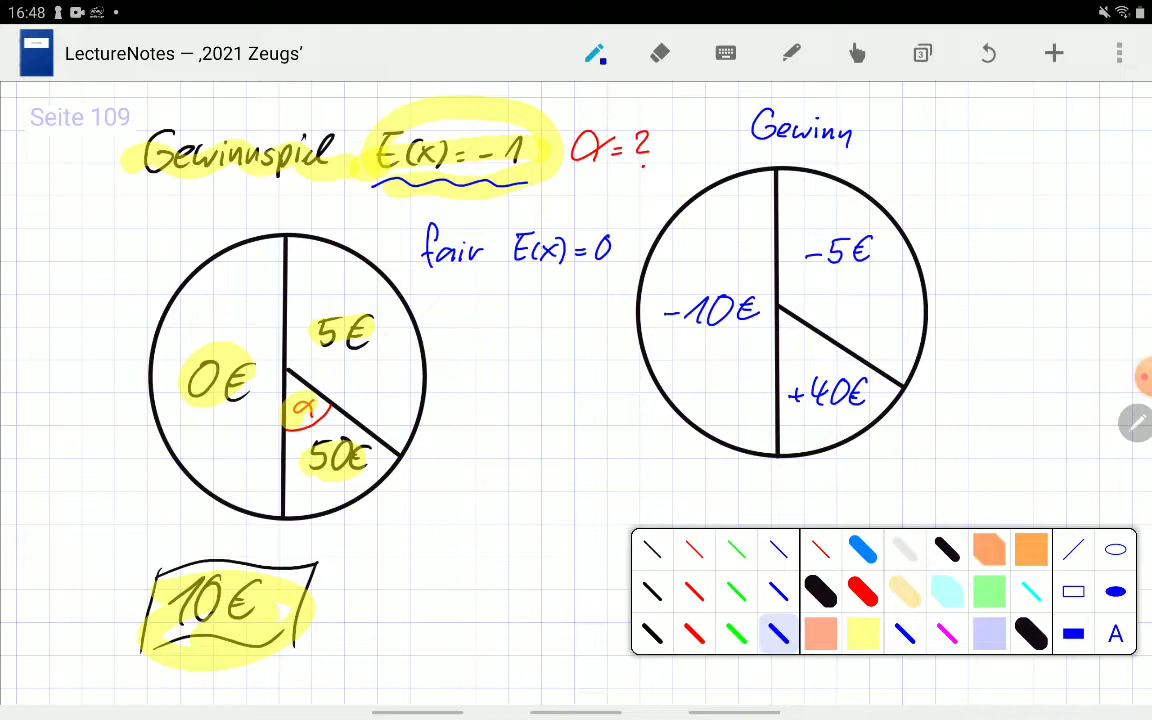 16:48
LectureNotes — ‚2021 Zeugs’
3
Seite 109
Gewinnspiel E(x) = -1 α = ?
Gewinn
fair E(x) = 0
5€
0€
α
50€
-5€
-10€
+40€
10€
A